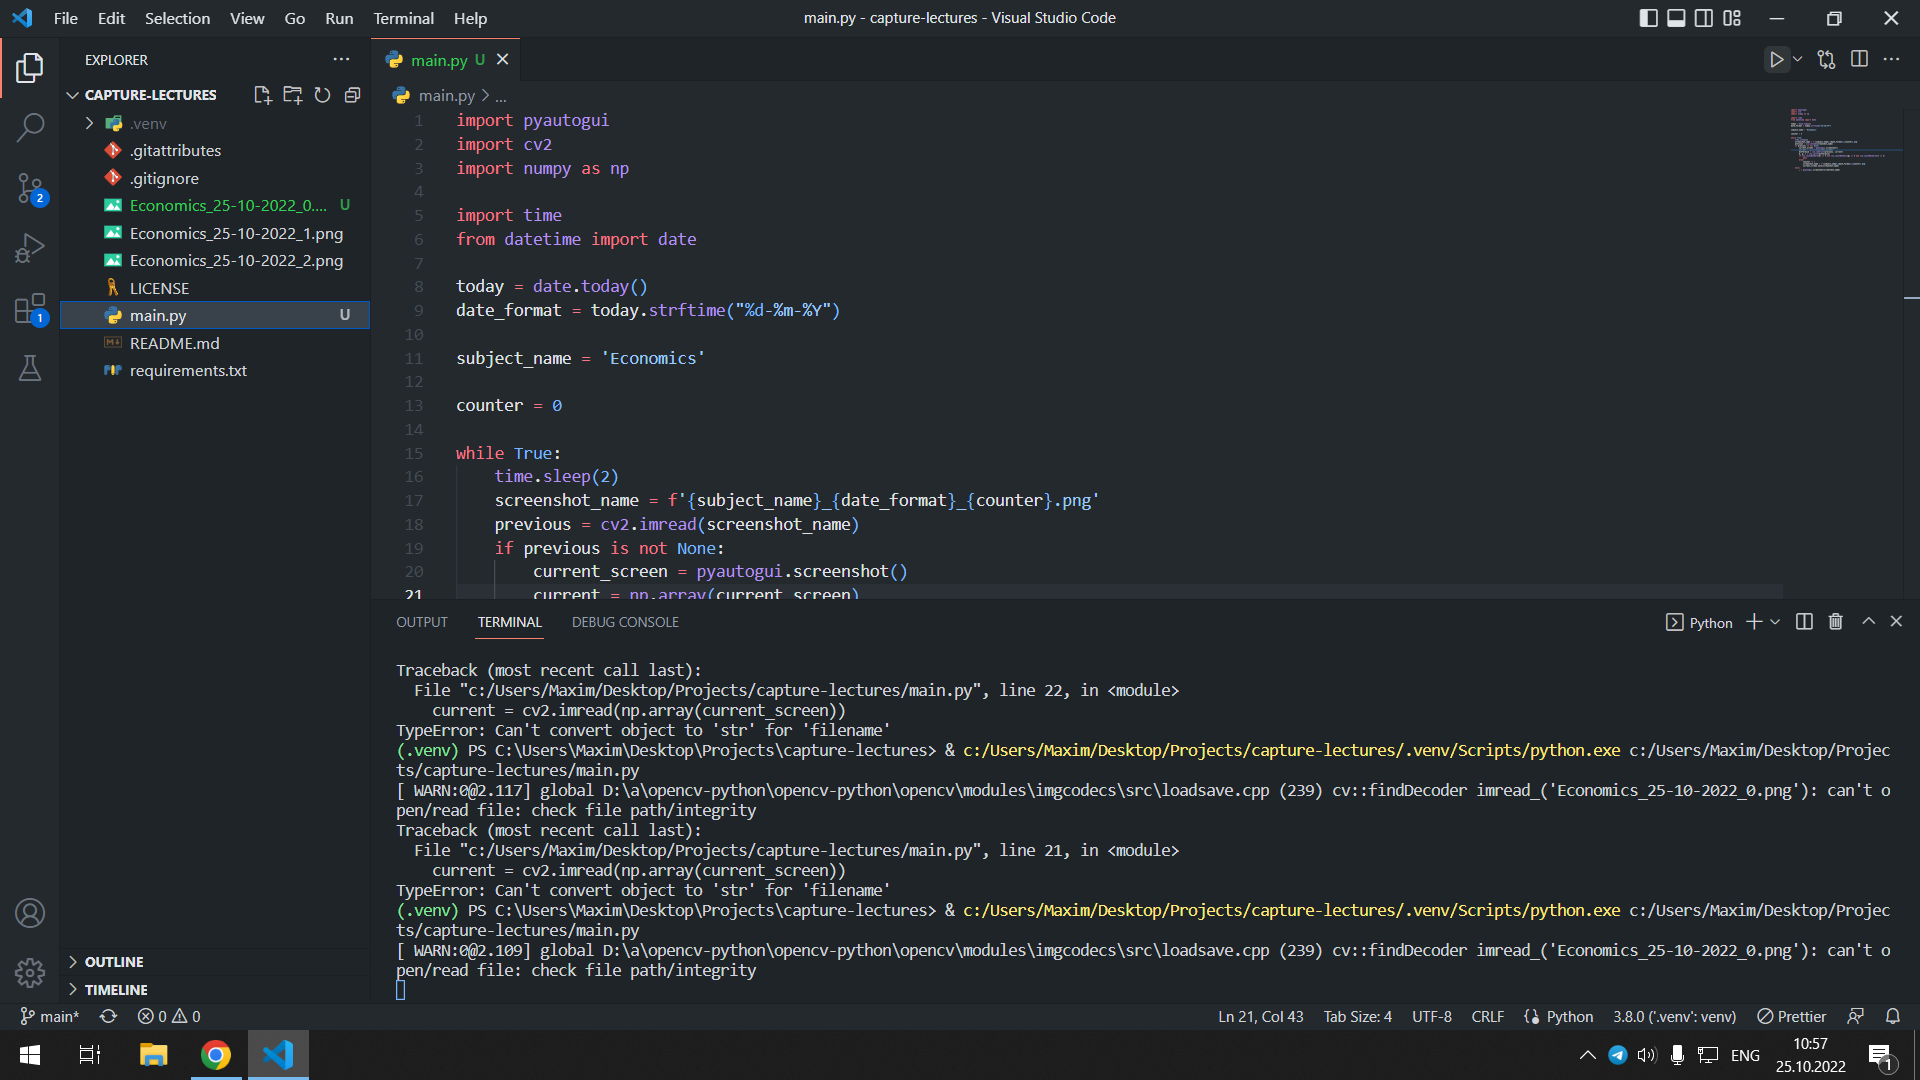 File Edit Selection View Go Run Terminal Help
main.py - capture-lectures - Visual Studio Code
EXPLORER
CAPTURE-LECTURES
.venv
.gitattributes
.gitignore
Economics_25-10-2022_0.... U
Economics_25-10-2022_1.png
Economics_25-10-2022_2.png
LICENSE
main.py U
README.md
requirements.txt
OUTLINE
TIMELINE
2
1
main.py U
main.py > ...
1 import pyautogui
2 import cv2
3 import numpy as np
4
5 import time
6 from datetime import date
7
8 today = date.today()
9 date_format = today.strftime("%d-%m-%Y")
10
11 subject_name = 'Economics'
12
13 counter = 0
14
15 while True:
16 time.sleep(2)
17 screenshot_name = f'{subject_name}_{date_format}_{counter}.png'
18 previous = cv2.imread(screenshot_name)
19 if previous is not None:
20 current_screen = pyautogui.screenshot()
21 current = np.array(current_screen)
OUTPUT TERMINAL DEBUG CONSOLE
Python
Traceback (most recent call last):
File "c:/Users/Maxim/Desktop/Projects/capture-lectures/main.py", line 22, in <module>
current = cv2.imread(np.array(current_screen))
TypeError: Can't convert object to 'str' for 'filename'
(.venv) PS C:\Users\Maxim\Desktop\Projects\capture-lectures> & c:/Users/Maxim/Desktop/Projects/capture-lectures/.venv/Scripts/python.exe c:/Users/Maxim/Desktop/Projec
ts/capture-lectures/main.py
[ WARN:0@2.117] global D:\a\opencv-python\opencv-python\opencv\modules\imgcodecs\src\loadsave.cpp (239) cv::findDecoder imread_('Economics_25-10-2022_0.png'): can't o
pen/read file: check file path/integrity
Traceback (most recent call last):
File "c:/Users/Maxim/Desktop/Projects/capture-lectures/main.py", line 21, in <module>
current = cv2.imread(np.array(current_screen))
TypeError: Can't convert object to 'str' for 'filename'
(.venv) PS C:\Users\Maxim\Desktop\Projects\capture-lectures> & c:/Users/Maxim/Desktop/Projects/capture-lectures/.venv/Scripts/python.exe c:/Users/Maxim/Desktop/Projec
ts/capture-lectures/main.py
[ WARN:0@2.109] global D:\a\opencv-python\opencv-python\opencv\modules\imgcodecs\src\loadsave.cpp (239) cv::findDecoder imread_('Economics_25-10-2022_0.png'): can't o
pen/read file: check file path/integrity
main* 0 0 Ln 21, Col 43 Tab Size: 4 UTF-8 CRLF Python 3.8.0 ('.venv': venv) Prettier
ENG
10:57
25.10.2022
1